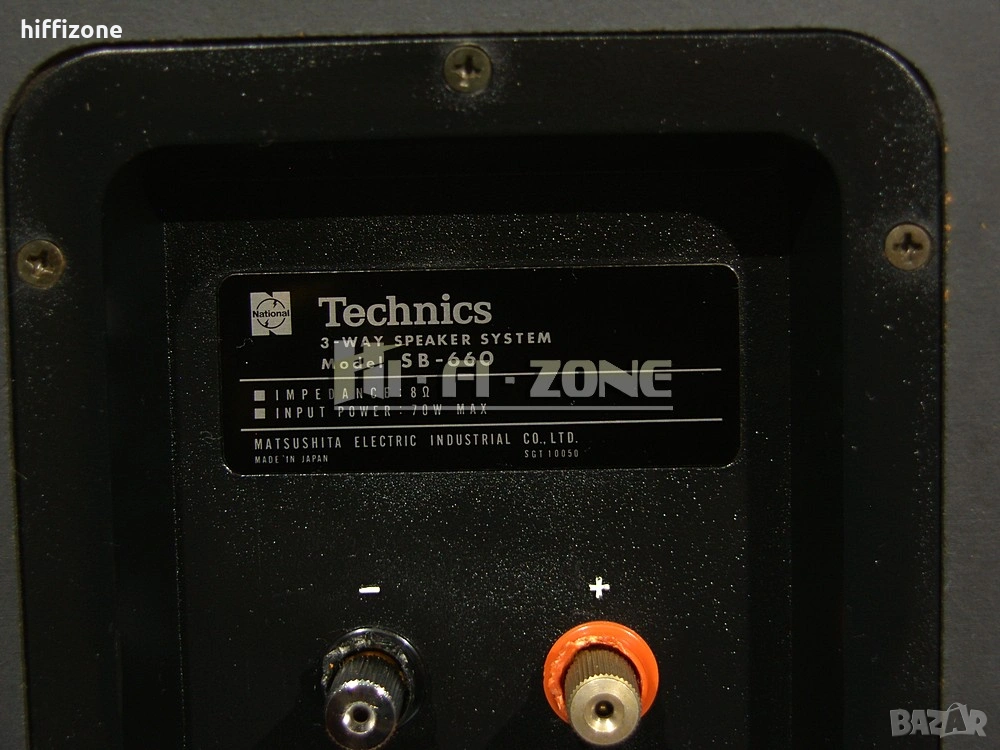 hiffizone
National
Technics
3-WAY SPEAKER SYSTEM
Model SB-660
Hi-Fi-ZONE
■ IMPEDANCE : 8Ω
■ INPUT POWER : 70W MAX
MATSUSHITA ELECTRIC INDUSTRIAL CO., LTD.
MADE IN JAPAN SGT10050
- +
BAZAR